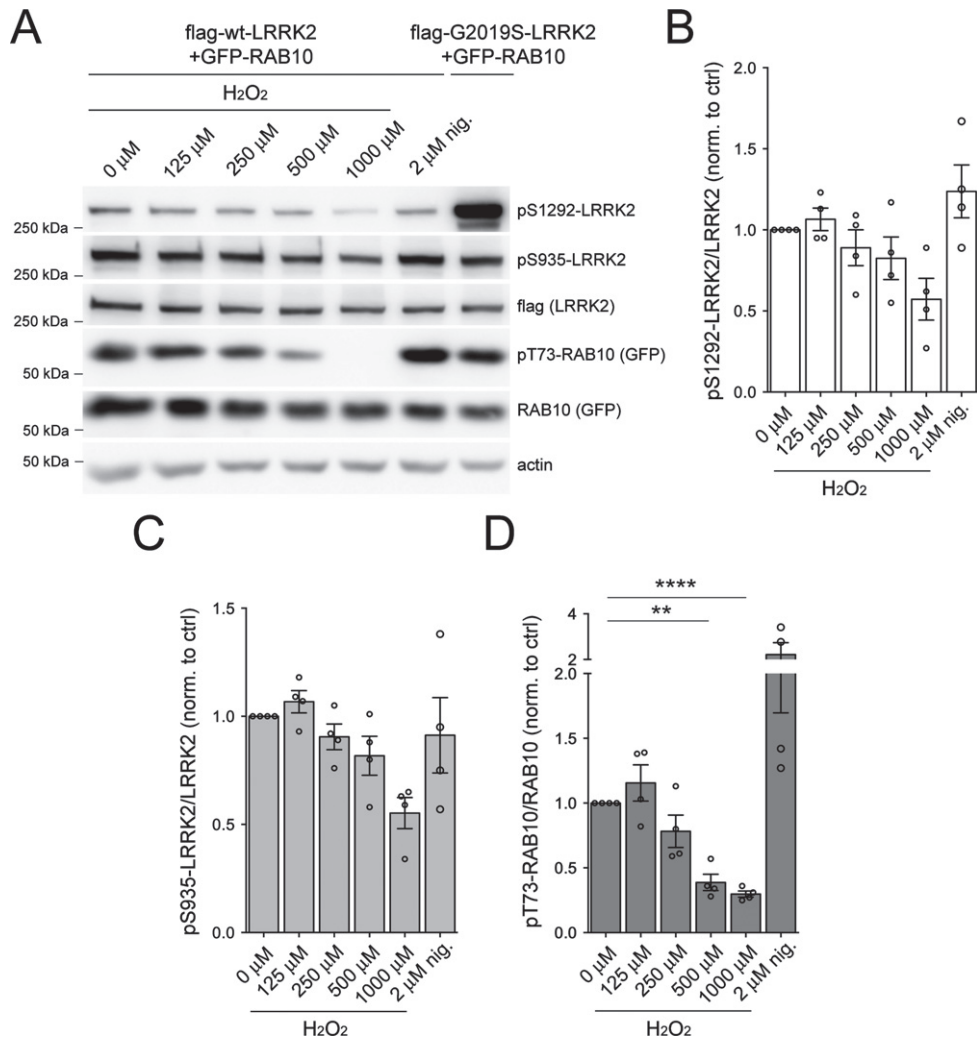 A
flag-wt-LRRK2
+GFP-RAB10
flag-G2019S-LRRK2
+GFP-RAB10
H2O2
0 µM
125 µM
250 µM
500 µM
1000 µM
2 µM nig.
250 kDa
pS1292-LRRK2
250 kDa
pS935-LRRK2
250 kDa
flag (LRRK2)
50 kDa
pT73-RAB10 (GFP)
50 kDa
RAB10 (GFP)
50 kDa
actin
B
pS1292-LRRK2/LRRK2 (norm. to ctrl)
2.0
1.5
1.0
0.5
0.0
0 µM
125 µM
250 µM
500 µM
1000 µM
2 µM nig.
H2O2
C
pS935-LRRK2/LRRK2 (norm. to ctrl)
1.5
1.0
0.5
0.0
0 µM
125 µM
250 µM
500 µM
1000 µM
2 µM nig.
H2O2
D
pT73-RAB10/RAB10 (norm. to ctrl)
****
**
4
2
2.0
1.5
1.0
0.5
0.0
0 µM
125 µM
250 µM
500 µM
1000 µM
2 µM nig.
H2O2